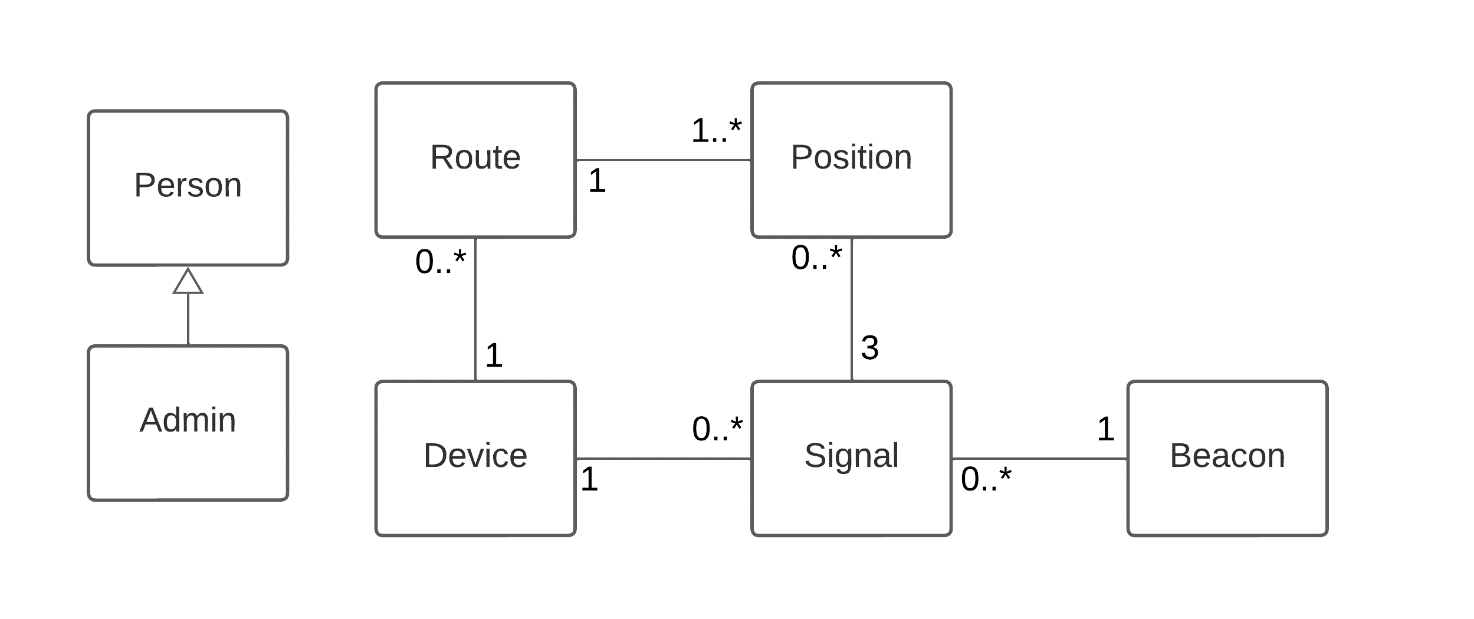 Person
Admin
Route
1..*
1
Position
0..*
1
0..*
3
Device
0..*
1
Signal
1
0..*
Beacon